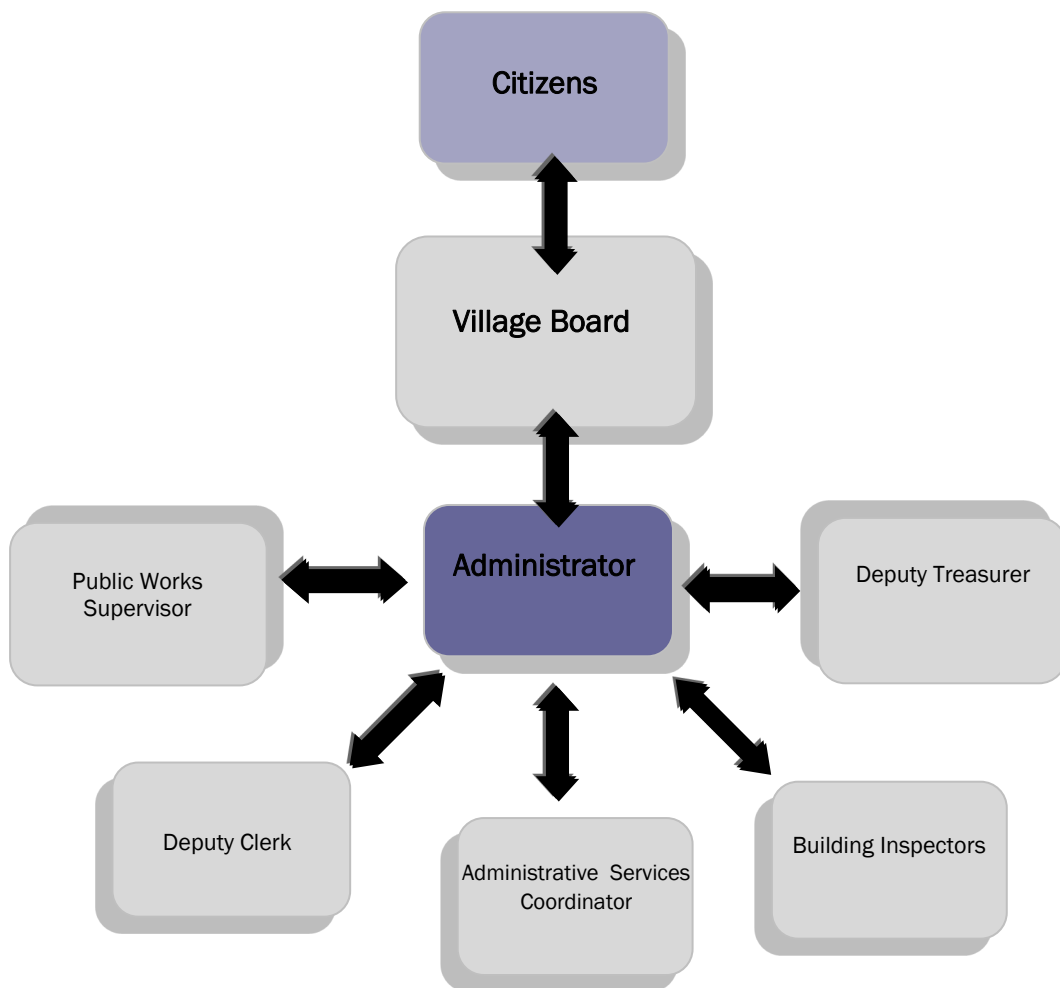 Citizens
Village Board
Administrator
Public Works
Supervisor
Deputy Treasurer
Deputy Clerk
Administrative Services
Coordinator
Building Inspectors